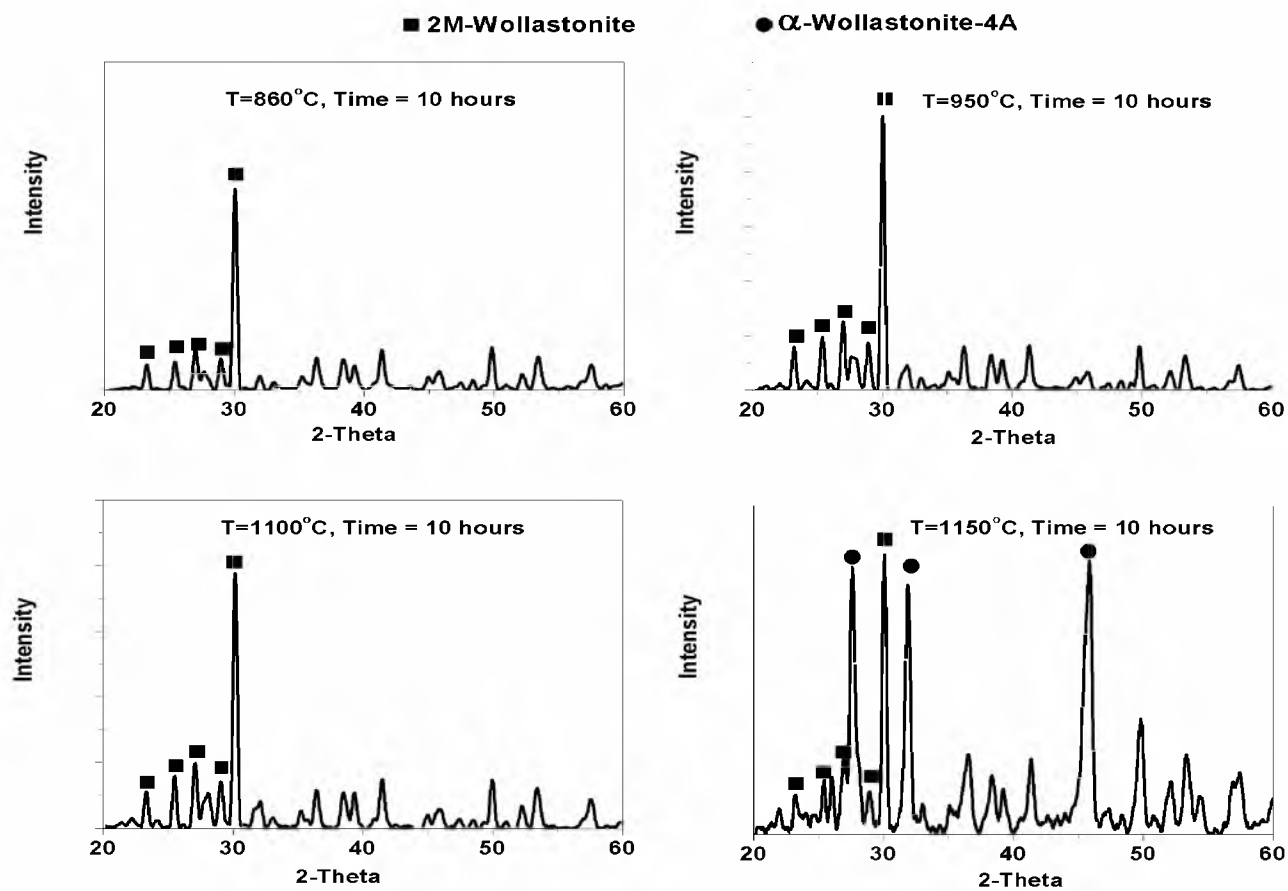 ■ 2M-Wollastonite ● α-Wollastonite-4A
T=860°C, Time = 10 hours
Intensity
20 30 40 50 60
2-Theta
T=950°C, Time = 10 hours
Intensity
20 30 40 50 60
2-Theta
T=1100°C, Time = 10 hours
Intensity
20 30 40 50 60
2-Theta
T=1150°C, Time = 10 hours
Intensity
20 30 40 50 60
2-Theta